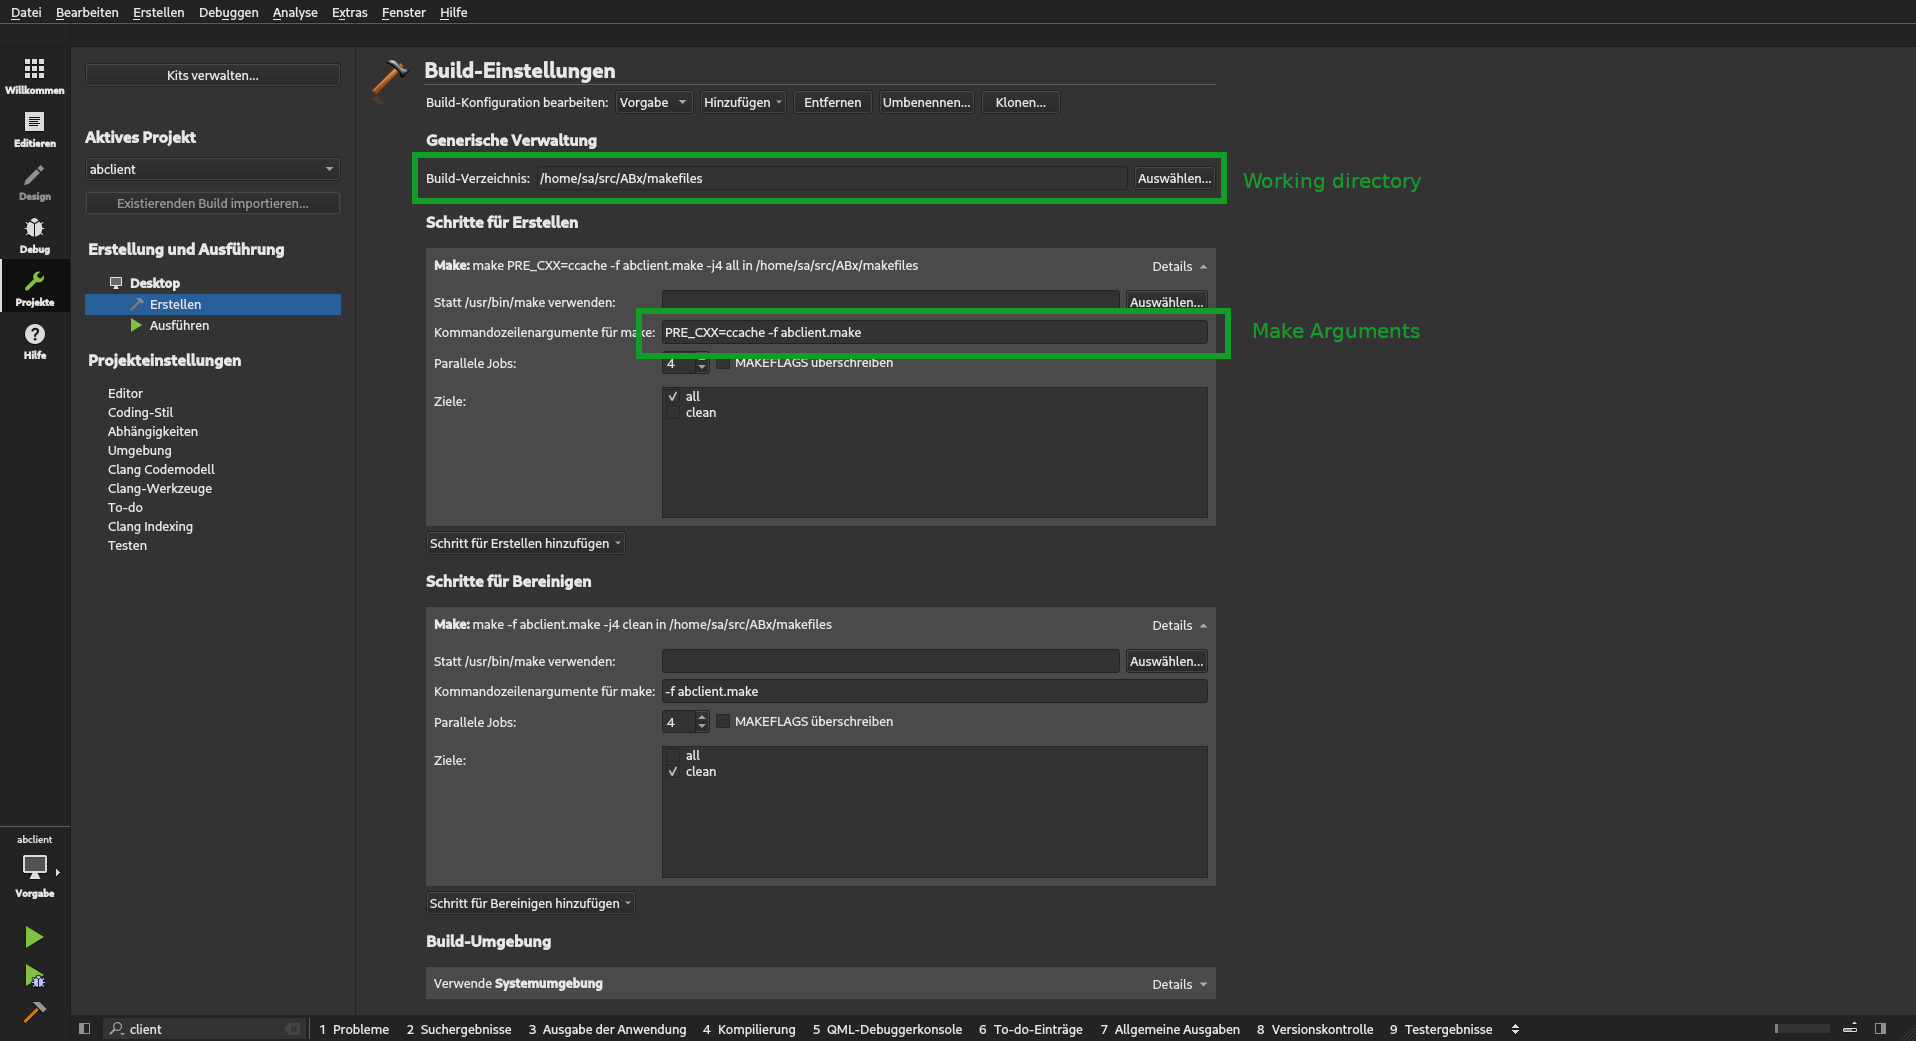 Datei Bearbeiten Erstellen Debuggen Analyse Extras Fenster Hilfe
Willkommen
Editieren
Design
Debug
Projekte
Hilfe
Kits verwalten...
Aktives Projekt
abclient
Existierenden Build importieren...
Erstellung und Ausführung
Desktop
Erstellen
Ausführen
Projekteinstellungen
Editor
Coding-Stil
Abhängigkeiten
Umgebung
Clang Codemodell
Clang-Werkzeuge
To-do
Clang Indexing
Testen
Build-Einstellungen
Build-Konfiguration bearbeiten: Vorgabe Hinzufügen Entfernen Umbenennen... Klonen...
Generische Verwaltung
Build-Verzeichnis: /home/sa/src/ABx/makefiles Auswählen... Working directory
Schritte für Erstellen
Make: make PRE_CXX=ccache -f abclient.make -j4 all in /home/sa/src/ABx/makefiles Details
Statt /usr/bin/make verwenden: Auswählen...
Kommandozeilenargumente für make: PRE_CXX=ccache -f abclient.make Make Arguments
Parallele Jobs: 4 MAKEFLAGS überschreiben
Ziele: all
clean
Schritt für Erstellen hinzufügen
Schritte für Bereinigen
Make: make -f abclient.make -j4 clean in /home/sa/src/ABx/makefiles Details
Statt /usr/bin/make verwenden: Auswählen...
Kommandozeilenargumente für make: -f abclient.make
Parallele Jobs: 4 MAKEFLAGS überschreiben
Ziele: all
clean
Schritt für Bereinigen hinzufügen
Build-Umgebung
Verwende Systemumgebung Details
abclient
Vorgabe
client 1 Probleme 2 Suchergebnisse 3 Ausgabe der Anwendung 4 Kompilierung 5 QML-Debuggerkonsole 6 To-do-Einträge 7 Allgemeine Ausgaben 8 Versionskontrolle 9 Testergebnisse